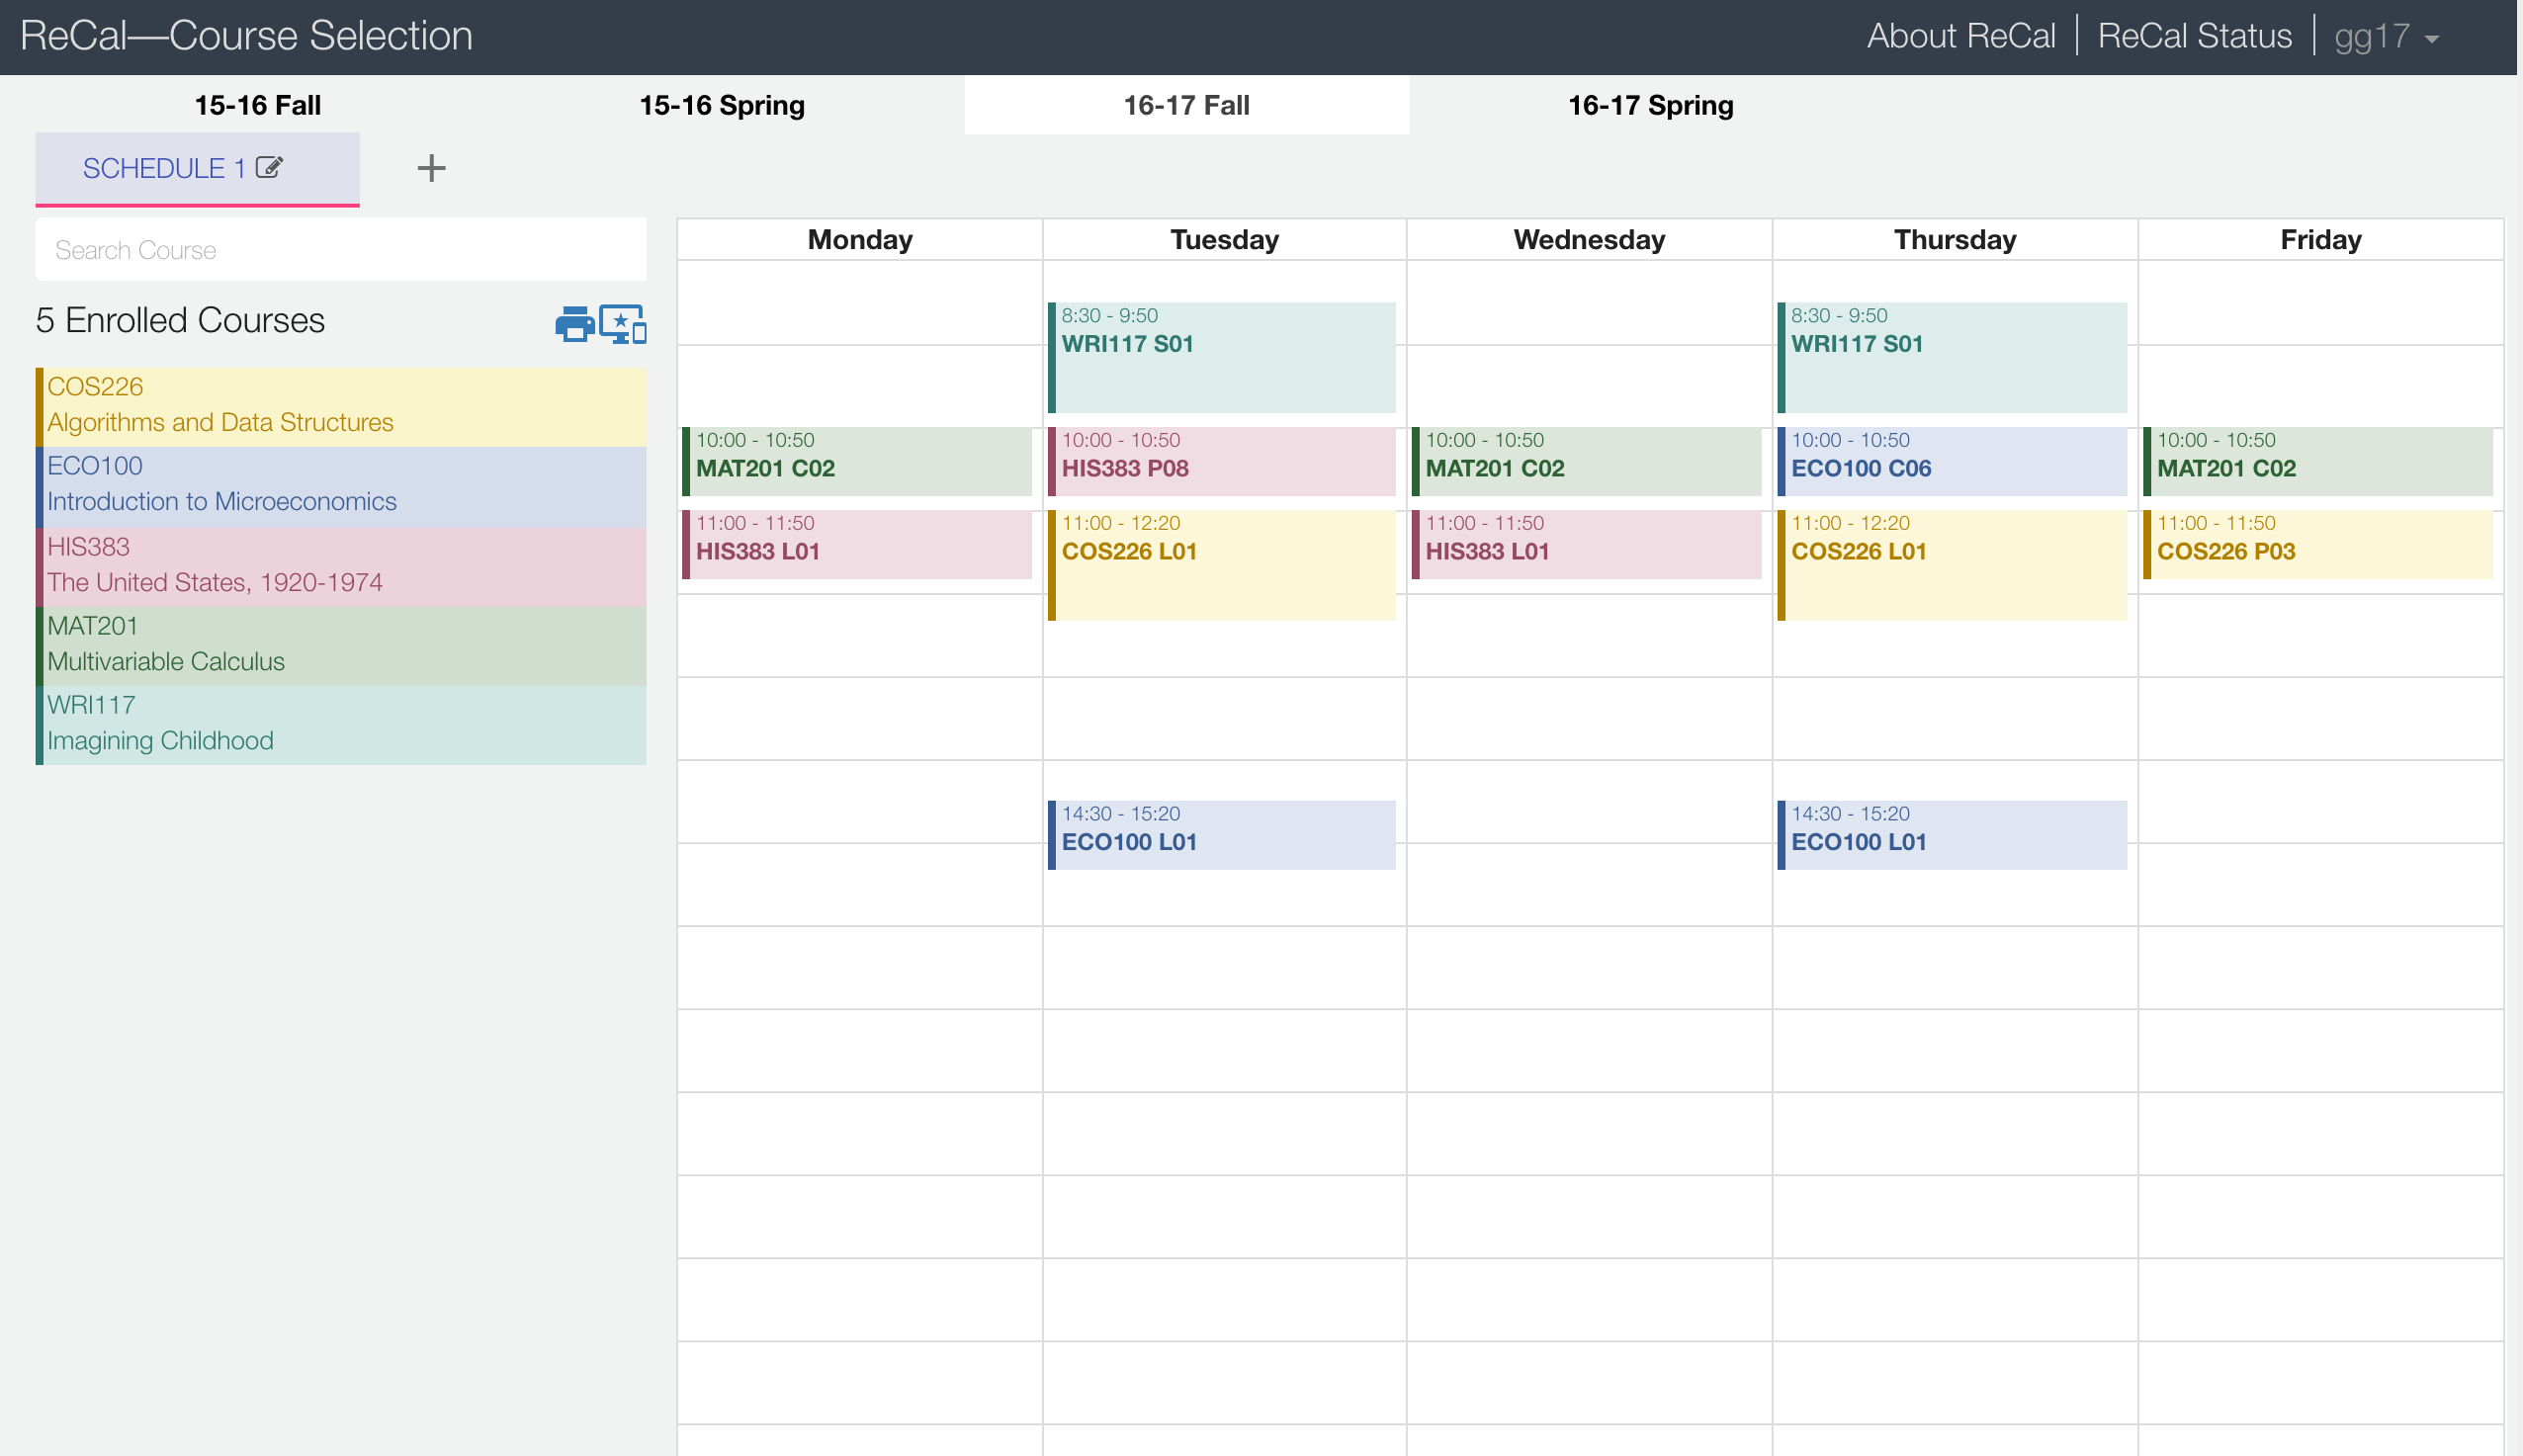 ReCal—Course Selection
About ReCal
ReCal Status
gg17
15-16 Fall
15-16 Spring
16-17 Fall
16-17 Spring
SCHEDULE 1
+
Search Course
5 Enrolled Courses
COS226
Algorithms and Data Structures
ECO100
Introduction to Microeconomics
HIS383
The United States, 1920-1974
MAT201
Multivariable Calculus
WRI117
Imagining Childhood
Monday
Tuesday
Wednesday
Thursday
Friday
10:00 - 10:50
MAT201 C02
11:00 - 11:50
HIS383 L01
8:30 - 9:50
WRI117 S01
10:00 - 10:50
HIS383 P08
11:00 - 12:20
COS226 L01
14:30 - 15:20
ECO100 L01
10:00 - 10:50
MAT201 C02
11:00 - 11:50
HIS383 L01
8:30 - 9:50
WRI117 S01
10:00 - 10:50
ECO100 C06
11:00 - 12:20
COS226 L01
14:30 - 15:20
ECO100 L01
10:00 - 10:50
MAT201 C02
11:00 - 11:50
COS226 P03